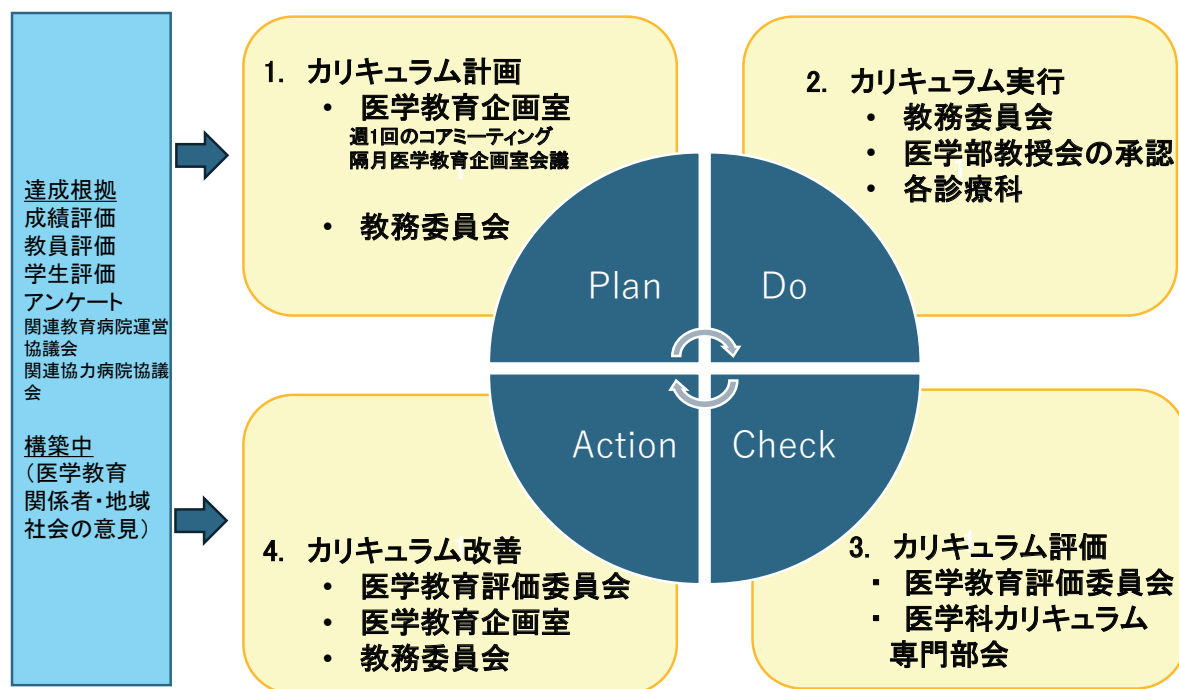 達成根拠
成績評価
教員評価
学生評価
アンケート
関連教育病院運営
協議会
関連協力病院協議
会
構築中
（医学教育
関係者・地域
社会の意見）
1. カリキュラム計画
• 医学教育企画室
週1回のコアミーティング
隔月医学教育企画室会議
• 教務委員会
2. カリキュラム実行
• 教務委員会
• 医学部教授会の承認
• 各診療科
Plan
Do
Action
Check
4. カリキュラム改善
• 医学教育評価委員会
• 医学教育企画室
• 教務委員会
3. カリキュラム評価
・ 医学教育評価委員会
・ 医学科カリキュラム
専門部会